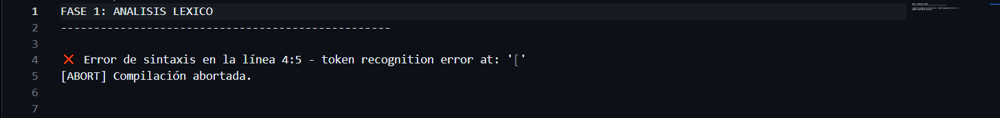 1 FASE 1: ANALISIS LEXICO
2 --------------------------------------------------
3
4 ❌ Error de sintaxis en la línea 4:5 - token recognition error at: '['
5 [ABORT] Compilación abortada.
6
7